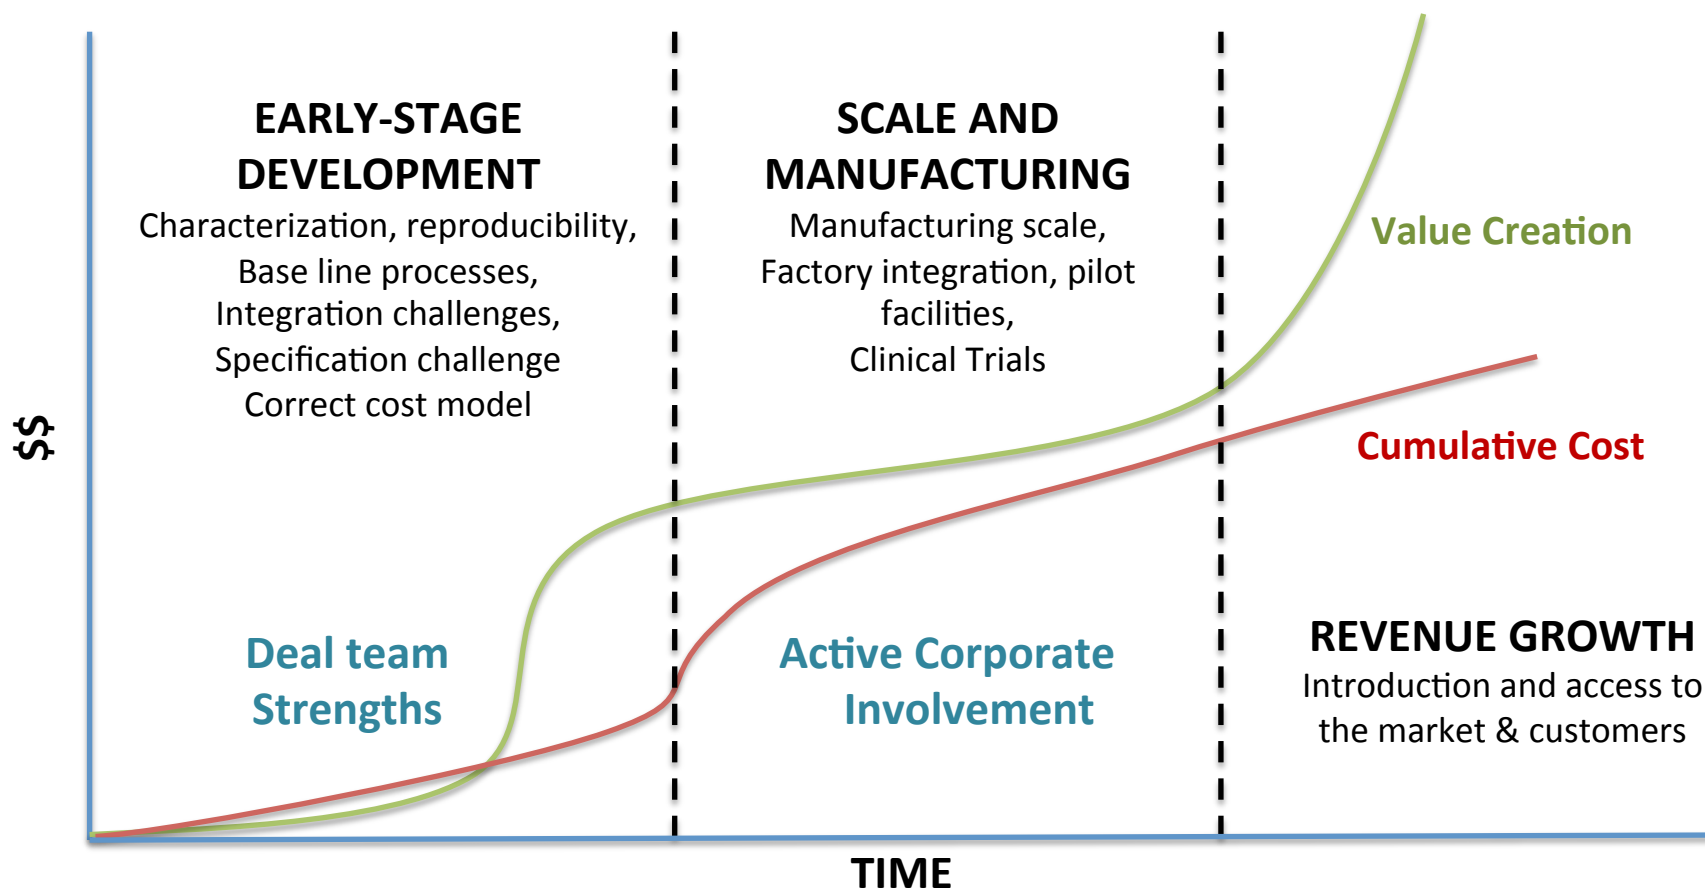 EARLY-STAGE
DEVELOPMENT
Characterization, reproducibility,
Base line processes,
Integration challenges,
Specification challenge
Correct cost model
SCALE AND
MANUFACTURING
Manufacturing scale,
Factory integration, pilot
facilities,
Clinical Trials
Value Creation
Cumulative Cost
$$
Deal team
Strengths
Active Corporate
Involvement
REVENUE GROWTH
Introduction and access to
the market & customers
TIME